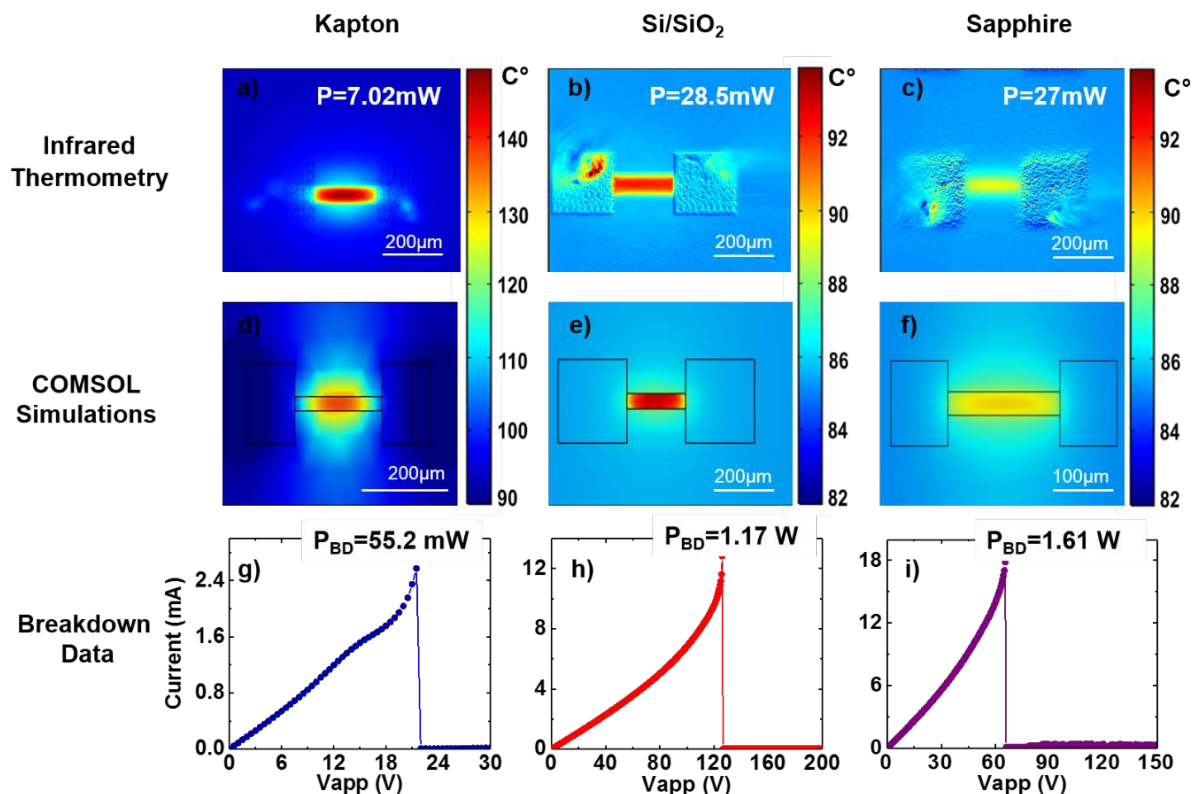 Kapton
Si/SiO₂
Sapphire
Infrared
Thermometry
a)
P=7.02mW
200µm
C°
140
130
120
110
100
90
b)
P=28.5mW
200µm
C°
92
90
88
86
84
82
c)
P=27mW
200µm
C°
92
90
88
86
84
82
COMSOL
Simulations
d)
200µm
e)
200µm
f)
100µm
Breakdown
Data
g)
P_BD=55.2 mW
Current (mA)
2.4
1.6
0.8
0.0
0 6 12 18 24 30
Vapp (V)
h)
P_BD=1.17 W
12
8
4
0
0 40 80 120 160 200
Vapp (V)
i)
P_BD=1.61 W
18
12
6
0
0 30 60 90 120 150
Vapp (V)